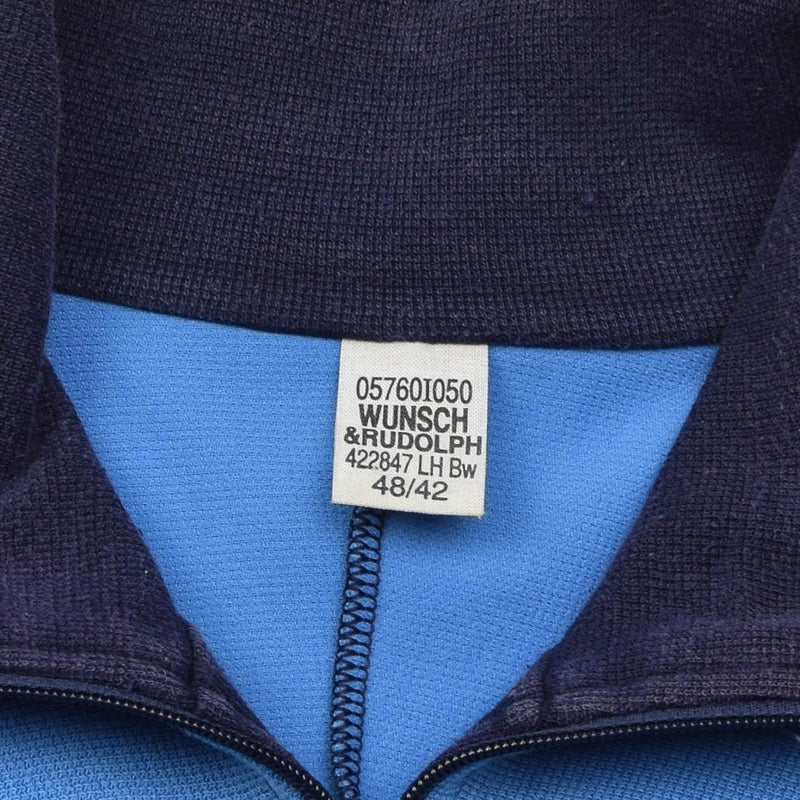 05760I050
WUNSCH
&RUDOLPH
422847 LH Bw
48/42